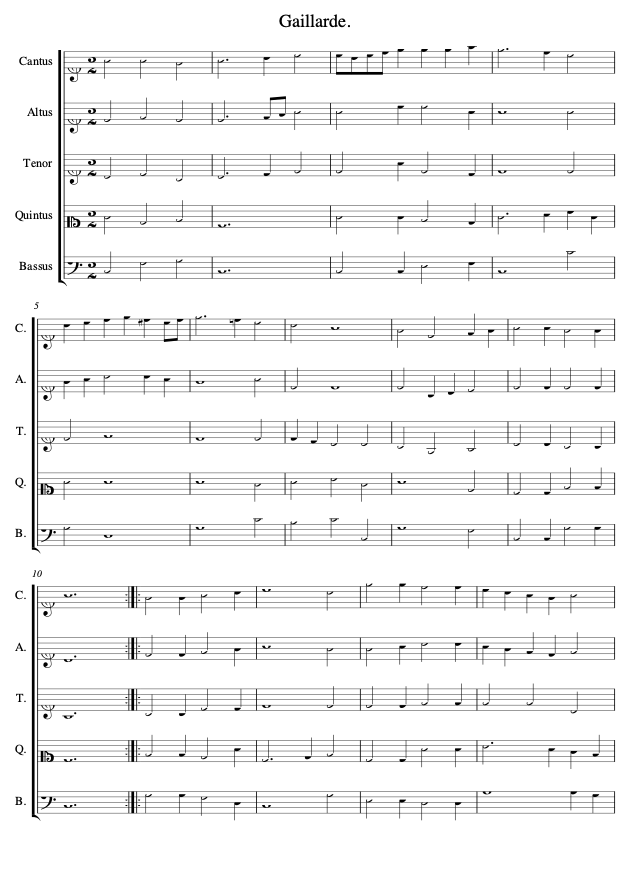 Gaillarde.
Cantus
Altus
Tenor
Quintus
Bassus
5
C.
A.
T.
Q.
B.
10
C.
A.
T.
Q.
B.